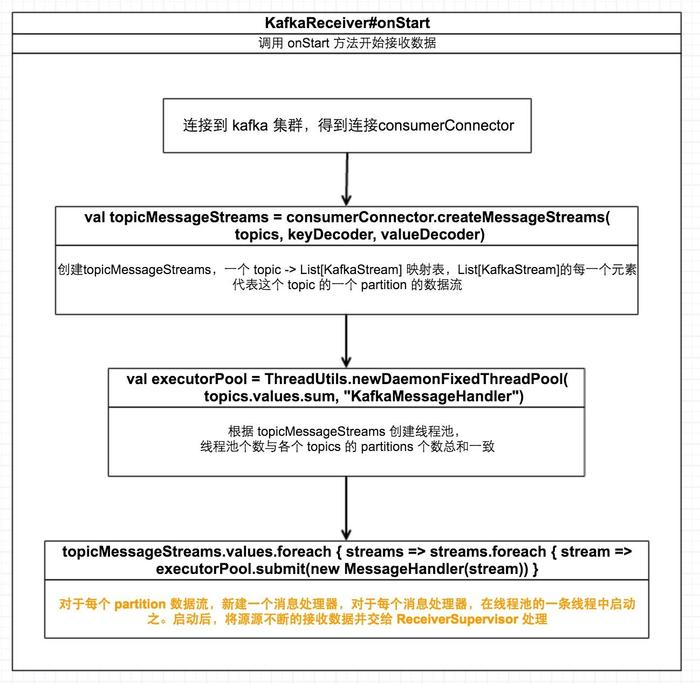 KafkaReceiver#onStart
调用 onStart 方法开始接收数据
连接到 kafka 集群，得到连接consumerConnector
val topicMessageStreams = consumerConnector.createMessageStreams(
topics, keyDecoder, valueDecoder)
创建topicMessageStreams，一个 topic -> List[KafkaStream] 映射表，List[KafkaStream]的每一个元素
代表这个 topic 的一个 partition 的数据流
val executorPool = ThreadUtils.newDaemonFixedThreadPool(
topics.values.sum, "KafkaMessageHandler")
根据 topicMessageStreams 创建线程池，
线程池个数与各个 topics 的 partitions 个数总和一致
topicMessageStreams.values.foreach { streams => streams.foreach { stream =>
executorPool.submit(new MessageHandler(stream)) }
对于每个 partition 数据流，新建一个消息处理器，对于每个消息处理器，在线程池的一条线程中启动
之。启动后，将源源不断的接收数据并交给 ReceiverSupervisor 处理